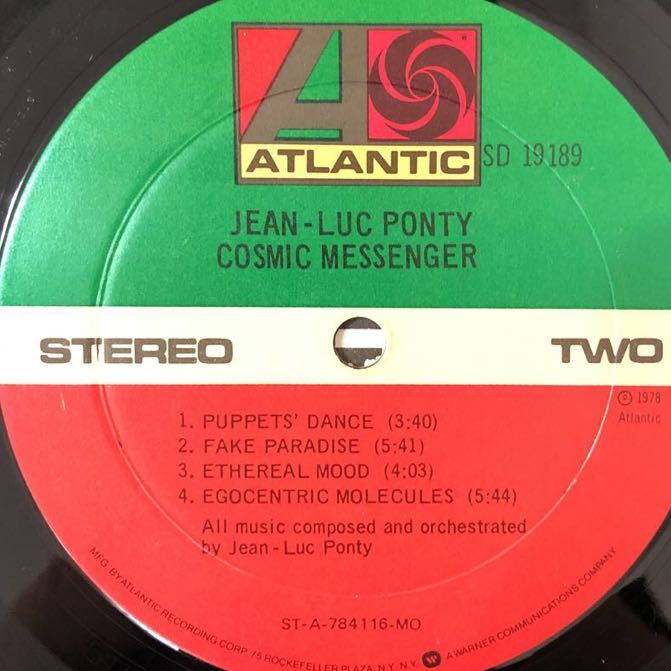 A
ATLANTIC
SD 19189
JEAN-LUC PONTY
COSMIC MESSENGER
STEREO
TWO
℗ 1978
Atlantic
1. PUPPETS' DANCE (3:40)
2. FAKE PARADISE (5:41)
3. ETHEREAL MOOD (4:03)
4. EGOCENTRIC MOLECULES (5:44)
All music composed and orchestrated
by Jean-Luc Ponty
ST-A-784116-MO
MFG. BY ATLANTIC RECORDING CORP. 75 ROCKEFELLER PLAZA, N.Y. N.Y. A WARNER COMMUNICATIONS COMPANY